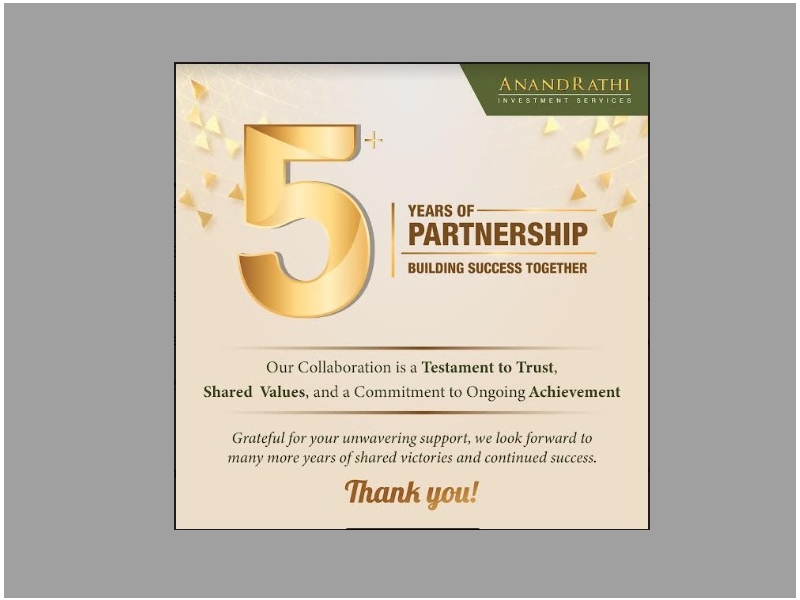 ANANDRATHI
INVESTMENT SERVICES
5+
YEARS OF
PARTNERSHIP
BUILDING SUCCESS TOGETHER
Our Collaboration is a Testament to Trust,
Shared Values, and a Commitment to Ongoing Achievement
Grateful for your unwavering support, we look forward to
many more years of shared victories and continued success.
Thank you!